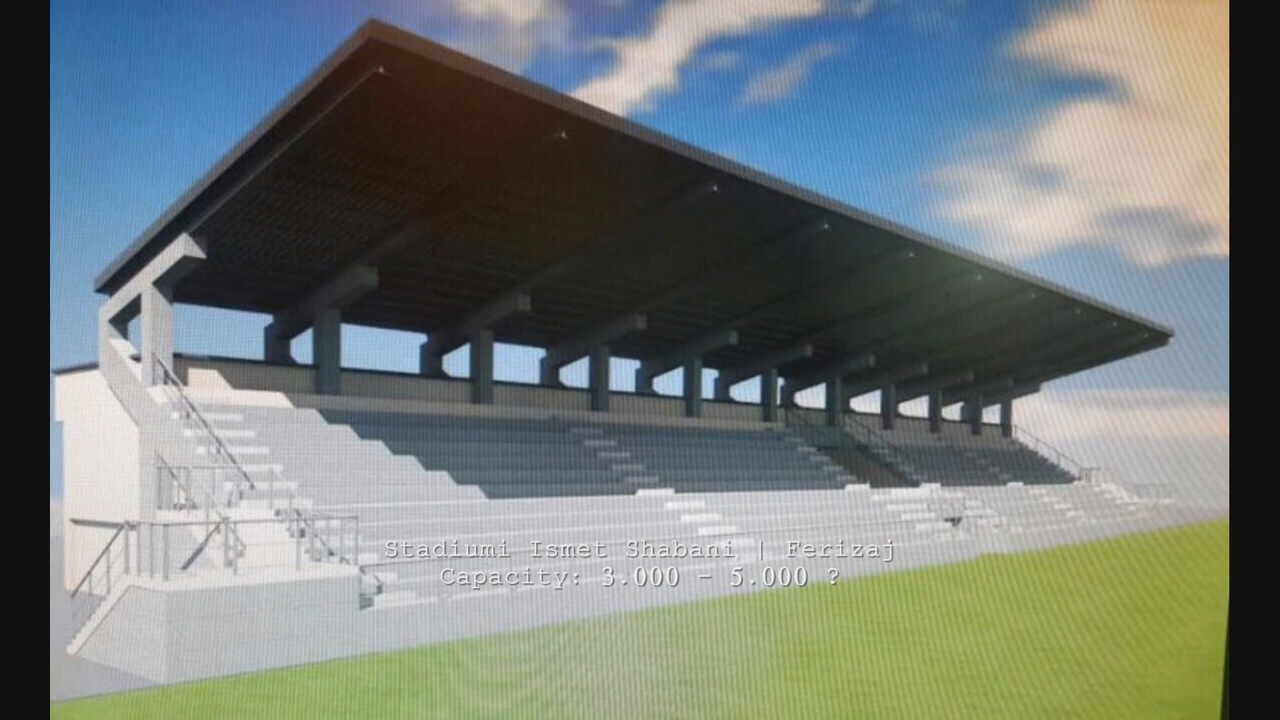 Stadiumi Ismet Shabani | Ferizaj
Capacity: 3.000 - 5.000 ?